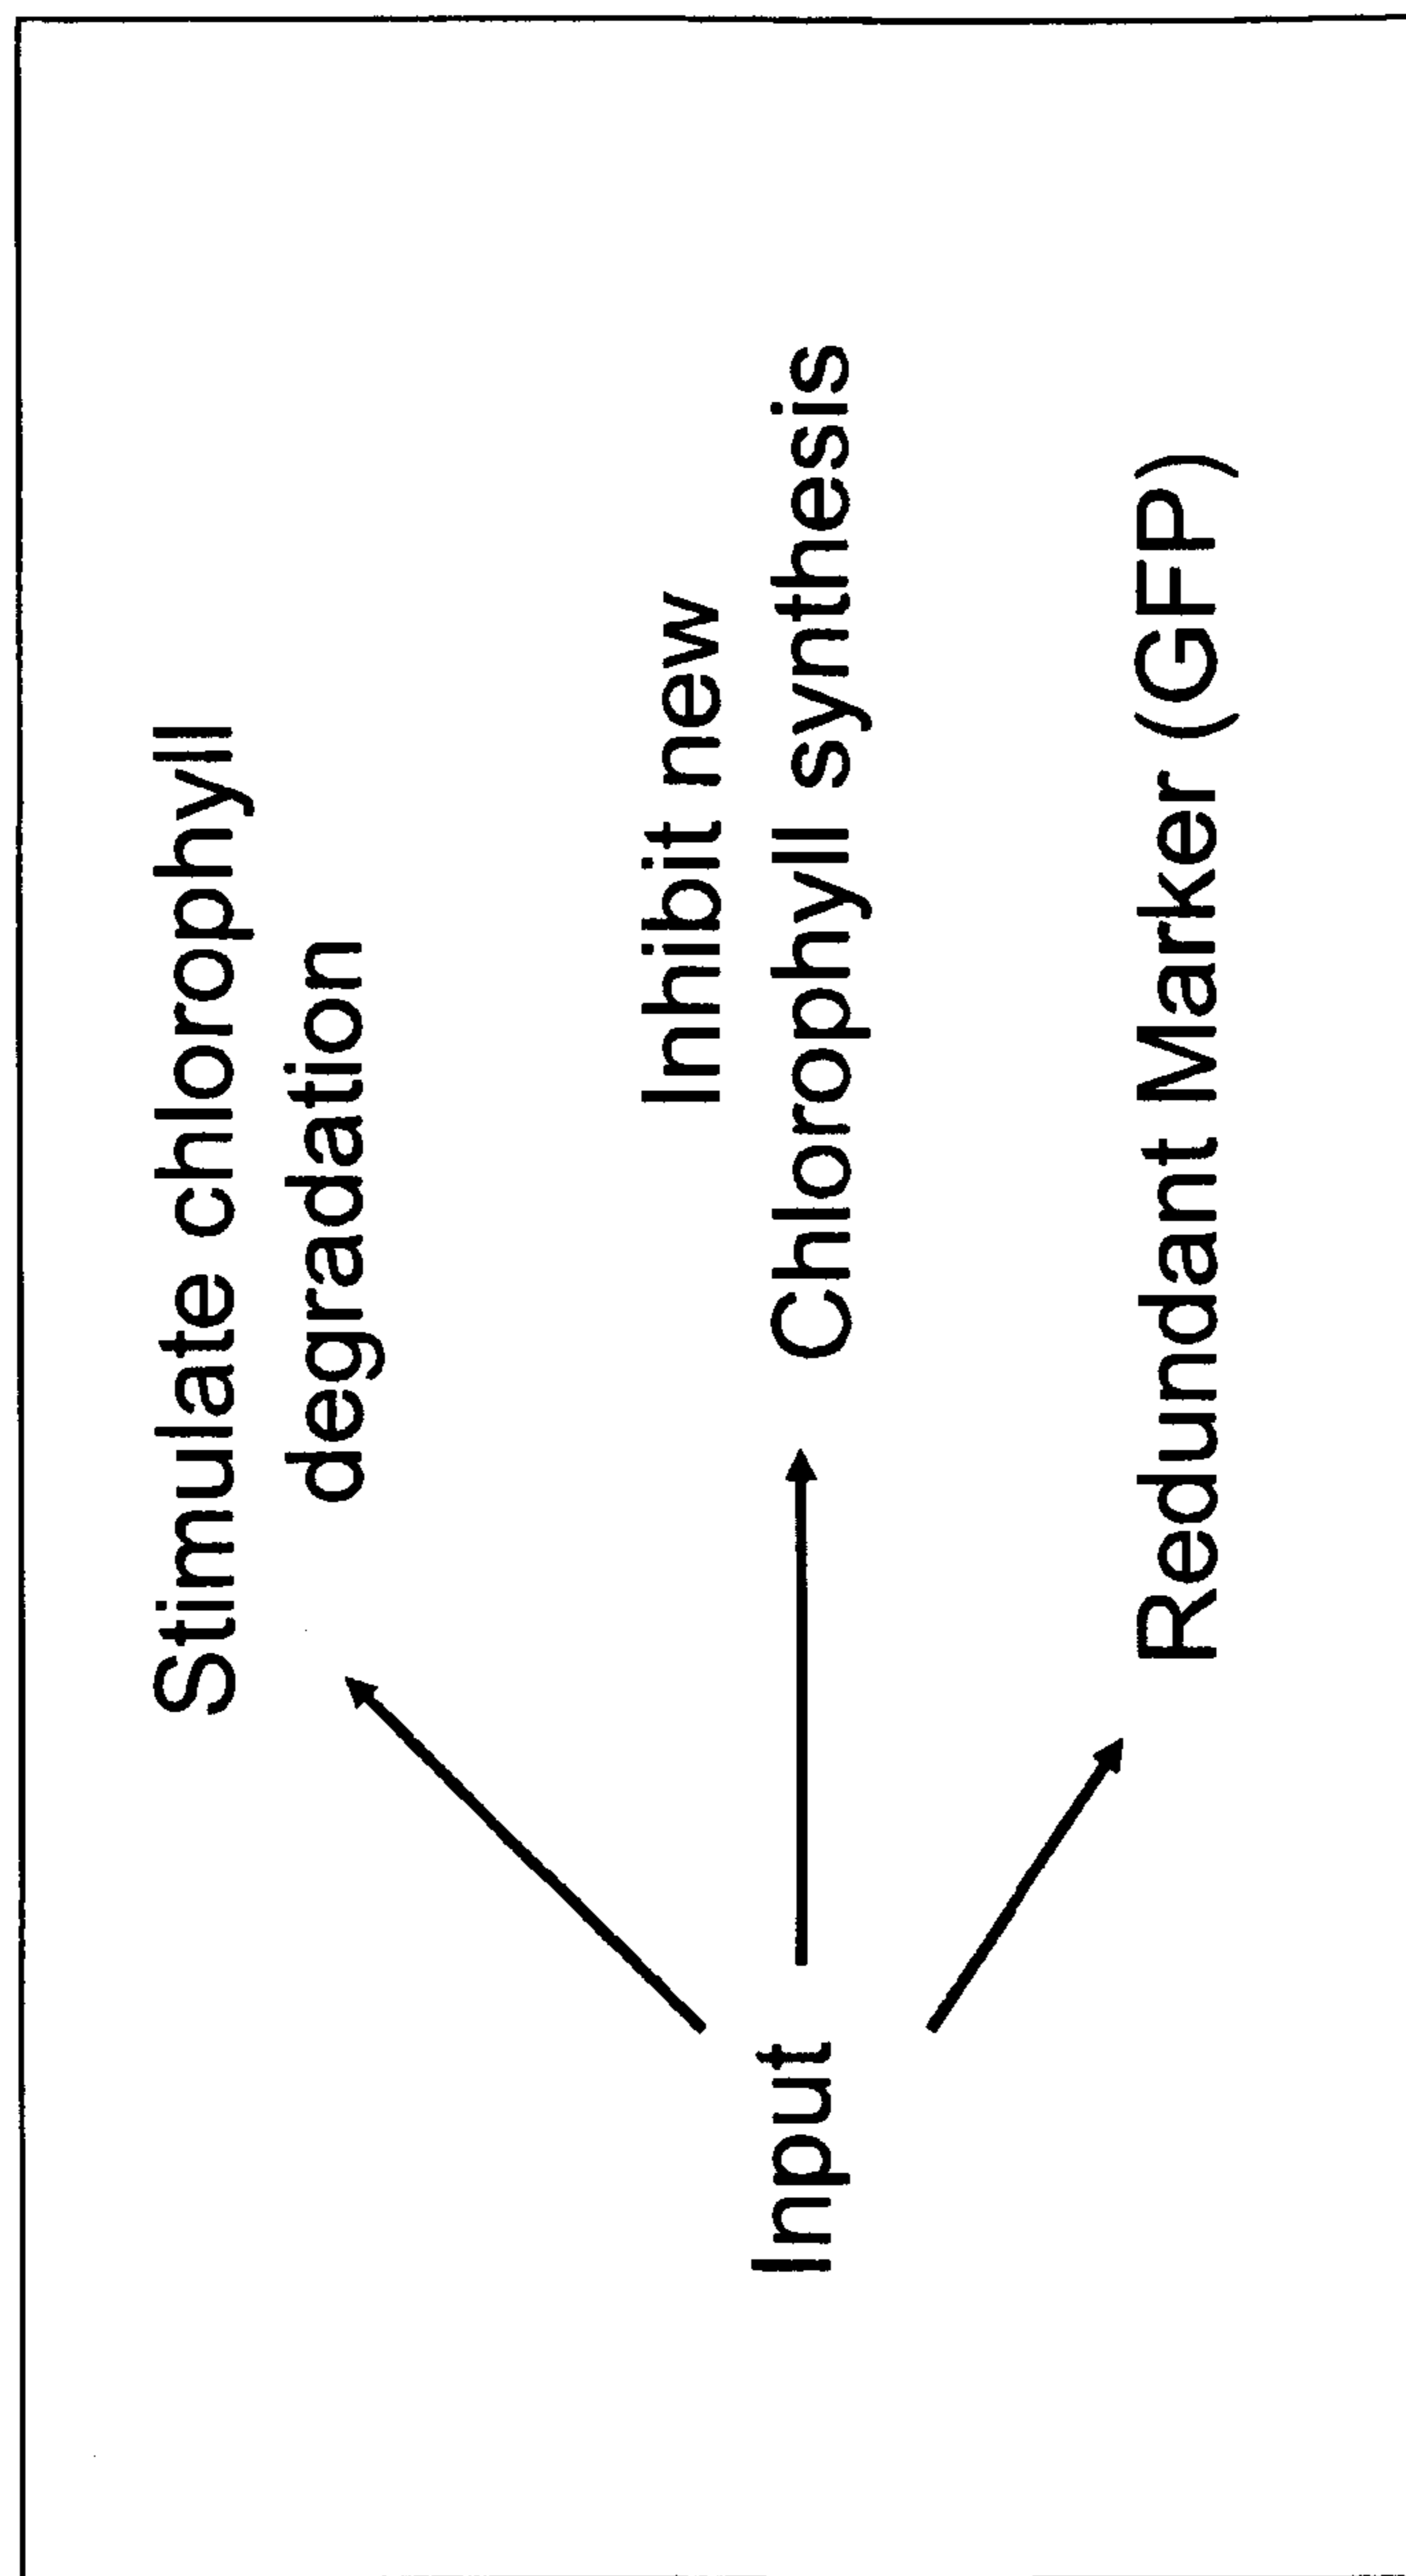 Stimulate chlorophyll
degradation
Inhibit new
Chlorophyll synthesis
Input
Redundant Marker (GFP)